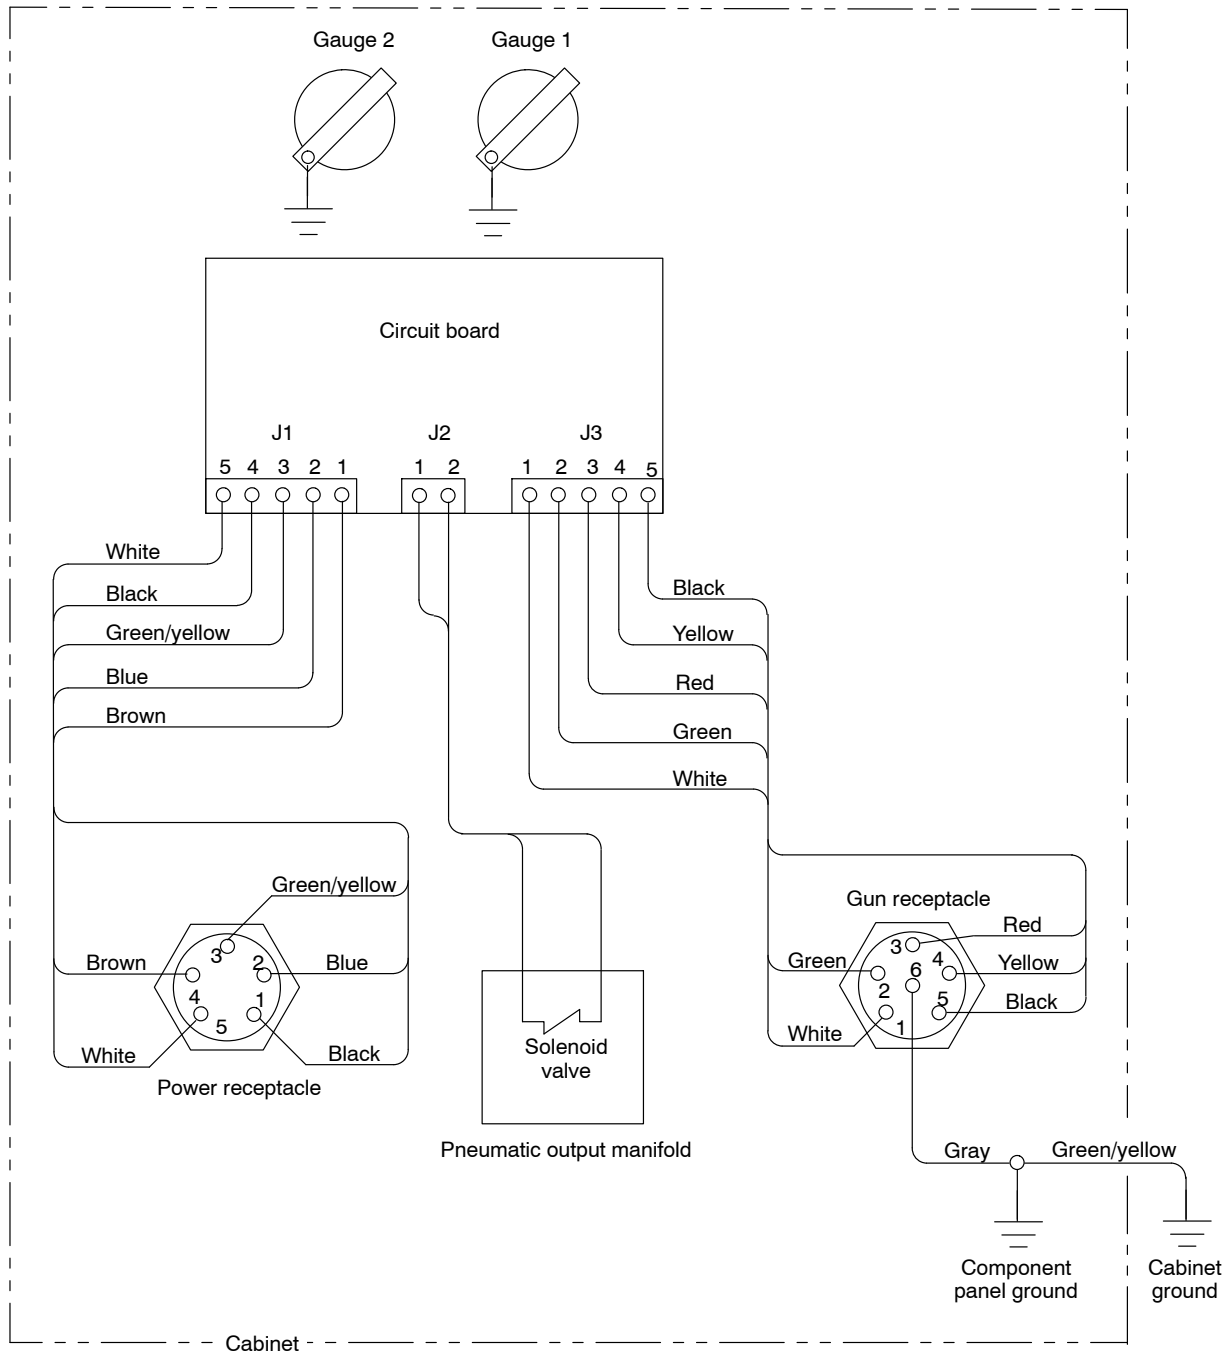 Gauge 2 Gauge 1
Circuit board
J1 J2 J3
5 4 3 2 1 1 2 1 2 3 4 5
White
Black
Green/yellow
Blue
Brown
Black
Yellow
Red
Green
White
Green/yellow
Brown
Blue
White
Black
3
2
4
1
5
Power receptacle
Solenoid
valve
Pneumatic output manifold
Gun receptacle
Red
Green
Yellow
White
Black
3
4
6
2
5
1
Gray
Green/yellow
Component
panel ground
Cabinet
ground
Cabinet